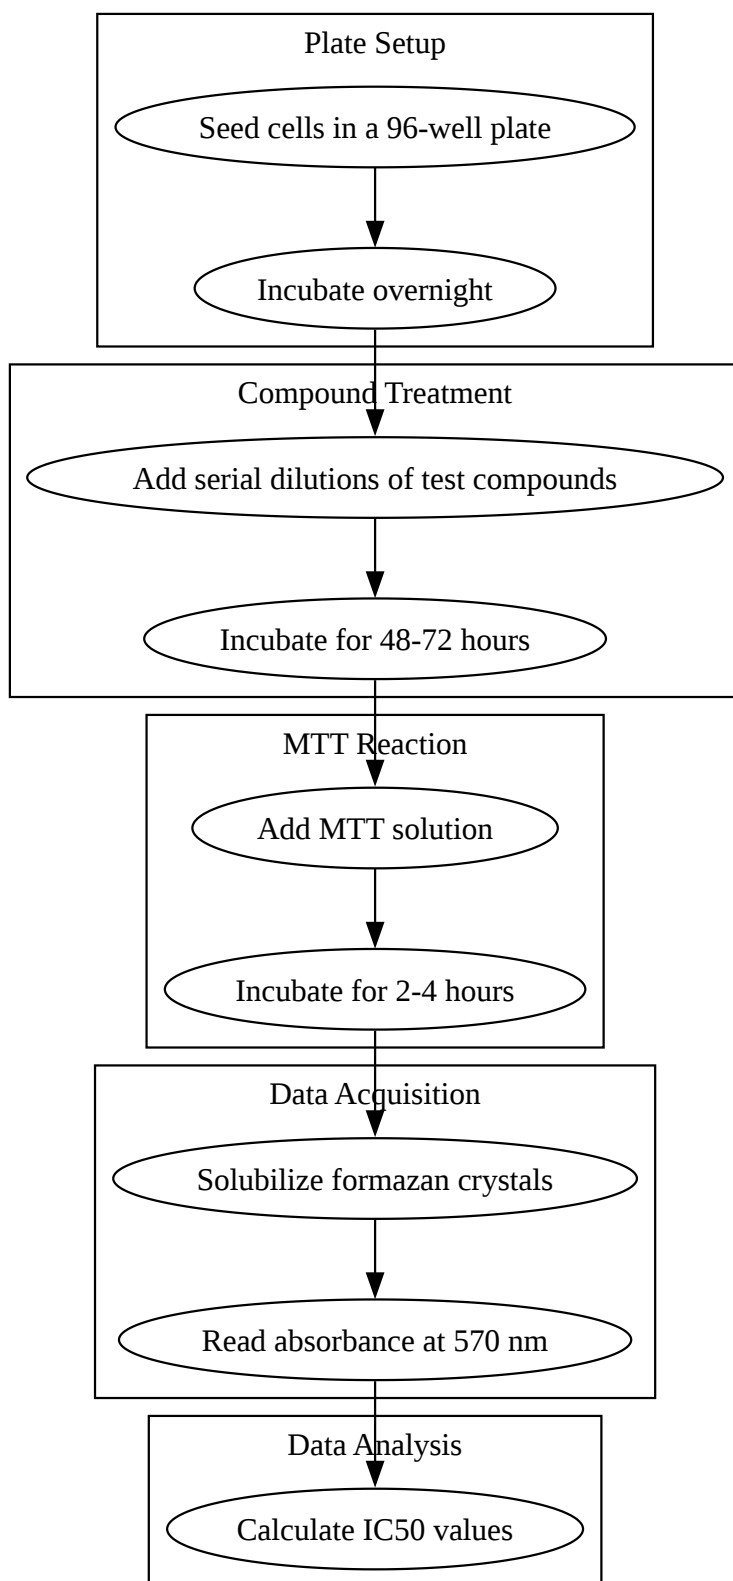 Plate Setup
Seed cells in a 96-well plate
Incubate overnight
Compound Treatment
Add serial dilutions of test compounds
Incubate for 48-72 hours
MTT Reaction
Add MTT solution
Incubate for 2-4 hours
Data Acquisition
Solubilize formazan crystals
Read absorbance at 570 nm
Data Analysis
Calculate IC50 values